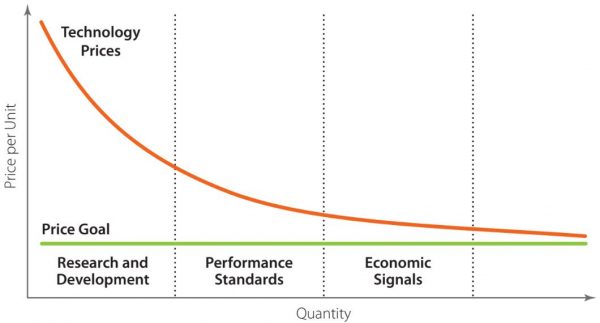 Technology
Prices
Price per Unit
Price Goal
Research and
Development
Performance
Standards
Economic
Signals
Quantity